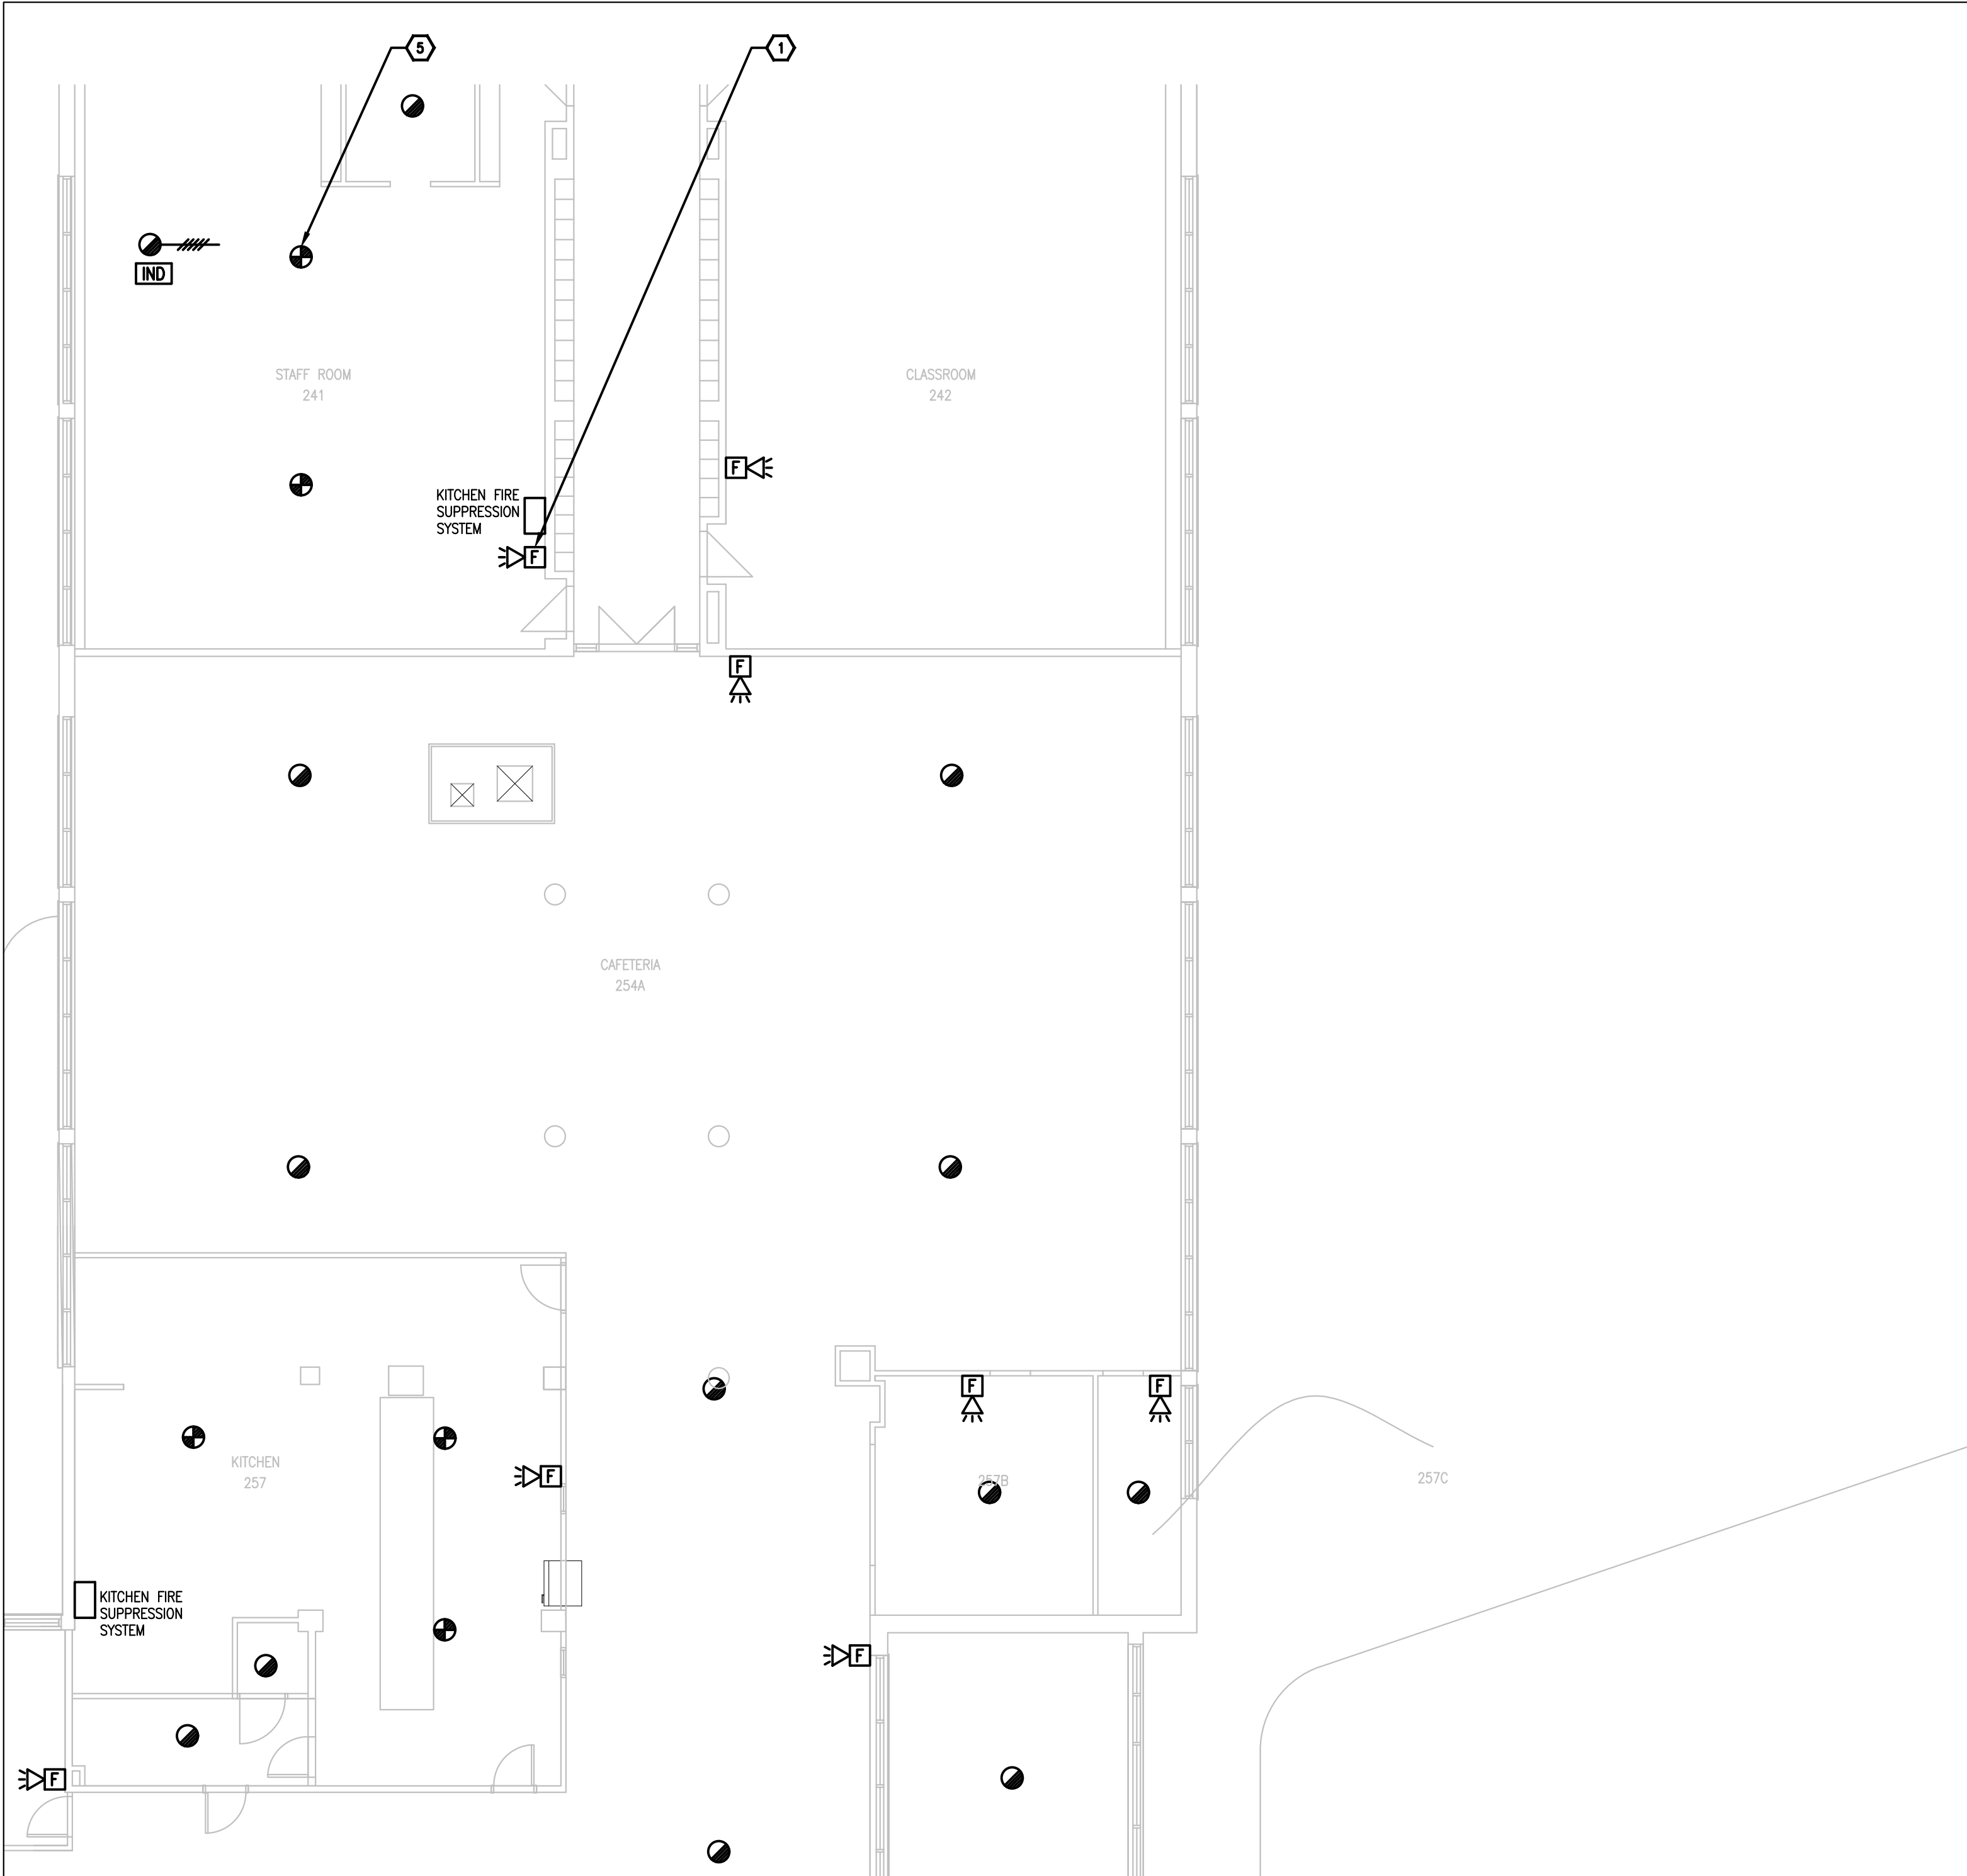 5
1
IND
STAFF ROOM
241
CLASSROOM
242
F
KITCHEN FIRE
SUPPRESSION
SYSTEM
F
F
CAFETERIA
254A
F
F
KITCHEN
257
F
257B
257C
KITCHEN FIRE
SUPPRESSION
SYSTEM
F
F